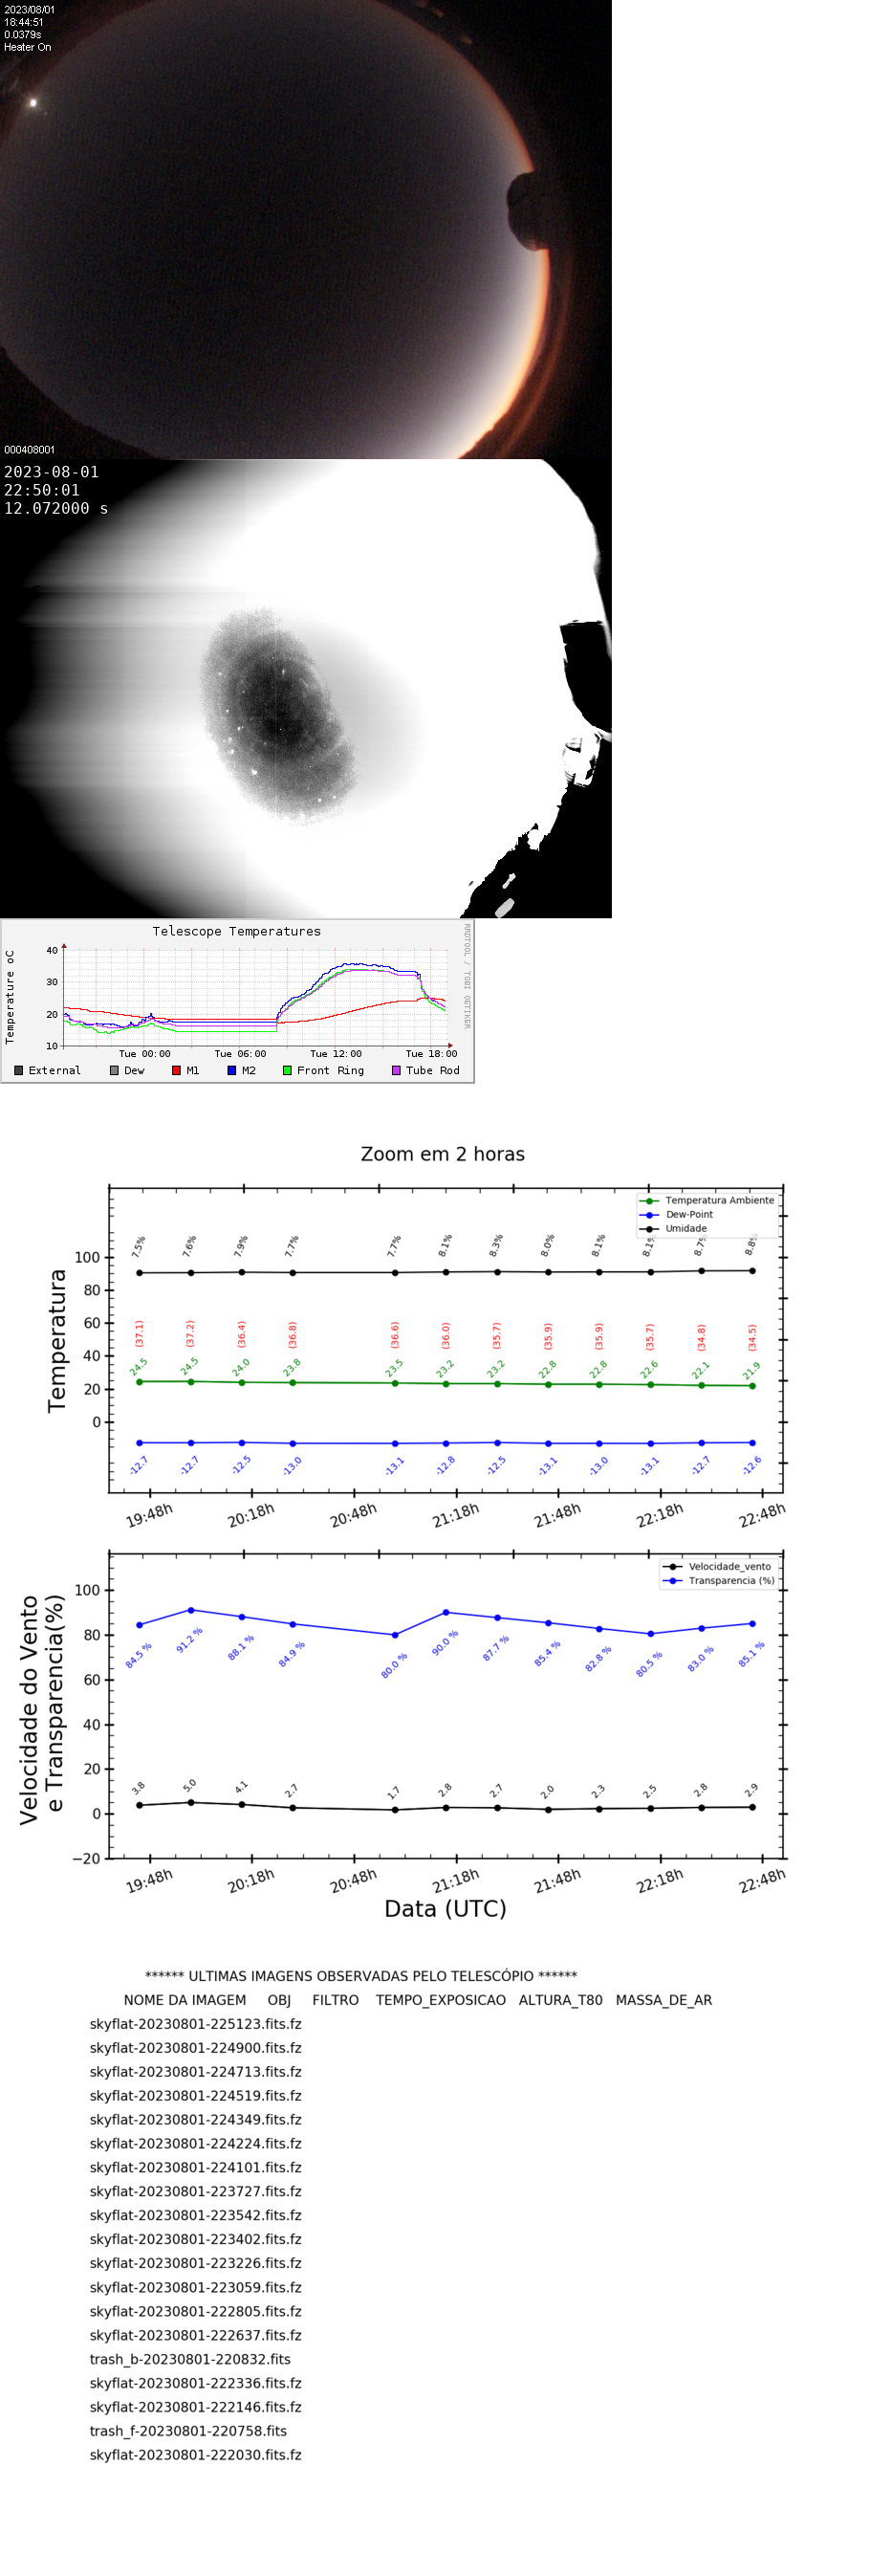 2023/08/01
18:44:51
0.0379s
Heater On
000408001
2023-08-01
22:50:01
12.072000 s
Telescope Temperatures
Temperature oC
RRDTOOL / TOBI OETIKER
40
30
20
10
Tue 00:00 Tue 06:00 Tue 12:00 Tue 18:00
External Dew M1 M2 Front Ring Tube Rod
Zoom em 2 horas
Temperatura Ambiente
Dew-Point
Umidade
Temperatura
100
80
60
40
20
0
7.5% 7.6% 7.9% 7.7% 7.7% 8.1% 8.3% 8.0% 8.1% 8.1% 8.7% 8.8%
(37.1) (37.2) (36.4) (36.8) (36.6) (36.0) (35.7) (35.9) (35.9) (35.7) (34.8) (34.5)
24.5 24.5 24.0 23.8 23.5 23.2 23.2 22.8 22.8 22.6 22.1 21.9
-12.7 -12.7 -12.5 -13.0 -13.1 -12.8 -12.5 -13.1 -13.0 -13.1 -12.7 -12.6
19:48h 20:18h 20:48h 21:18h 21:48h 22:18h 22:48h
Velocidade_vento
Transparencia (%)
Velocidade do Vento
e Transparencia(%)
100
80
60
40
20
0
−20
84.5 % 91.2 % 88.1 % 84.9 % 80.0 % 90.0 % 87.7 % 85.4 % 82.8 % 80.5 % 83.0 % 85.1 %
3.8 5.0 4.1 2.7 1.7 2.8 2.7 2.0 2.3 2.5 2.8 2.9
19:48h 20:18h 20:48h 21:18h 21:48h 22:18h 22:48h
Data (UTC)
****** ULTIMAS IMAGENS OBSERVADAS PELO TELESCÓPIO ******
NOME DA IMAGEM OBJ FILTRO TEMPO_EXPOSICAO ALTURA_T80 MASSA_DE_AR
skyflat-20230801-225123.fits.fz
skyflat-20230801-224900.fits.fz
skyflat-20230801-224713.fits.fz
skyflat-20230801-224519.fits.fz
skyflat-20230801-224349.fits.fz
skyflat-20230801-224224.fits.fz
skyflat-20230801-224101.fits.fz
skyflat-20230801-223727.fits.fz
skyflat-20230801-223542.fits.fz
skyflat-20230801-223402.fits.fz
skyflat-20230801-223226.fits.fz
skyflat-20230801-223059.fits.fz
skyflat-20230801-222805.fits.fz
skyflat-20230801-222637.fits.fz
trash_b-20230801-220832.fits
skyflat-20230801-222336.fits.fz
skyflat-20230801-222146.fits.fz
trash_f-20230801-220758.fits
skyflat-20230801-222030.fits.fz